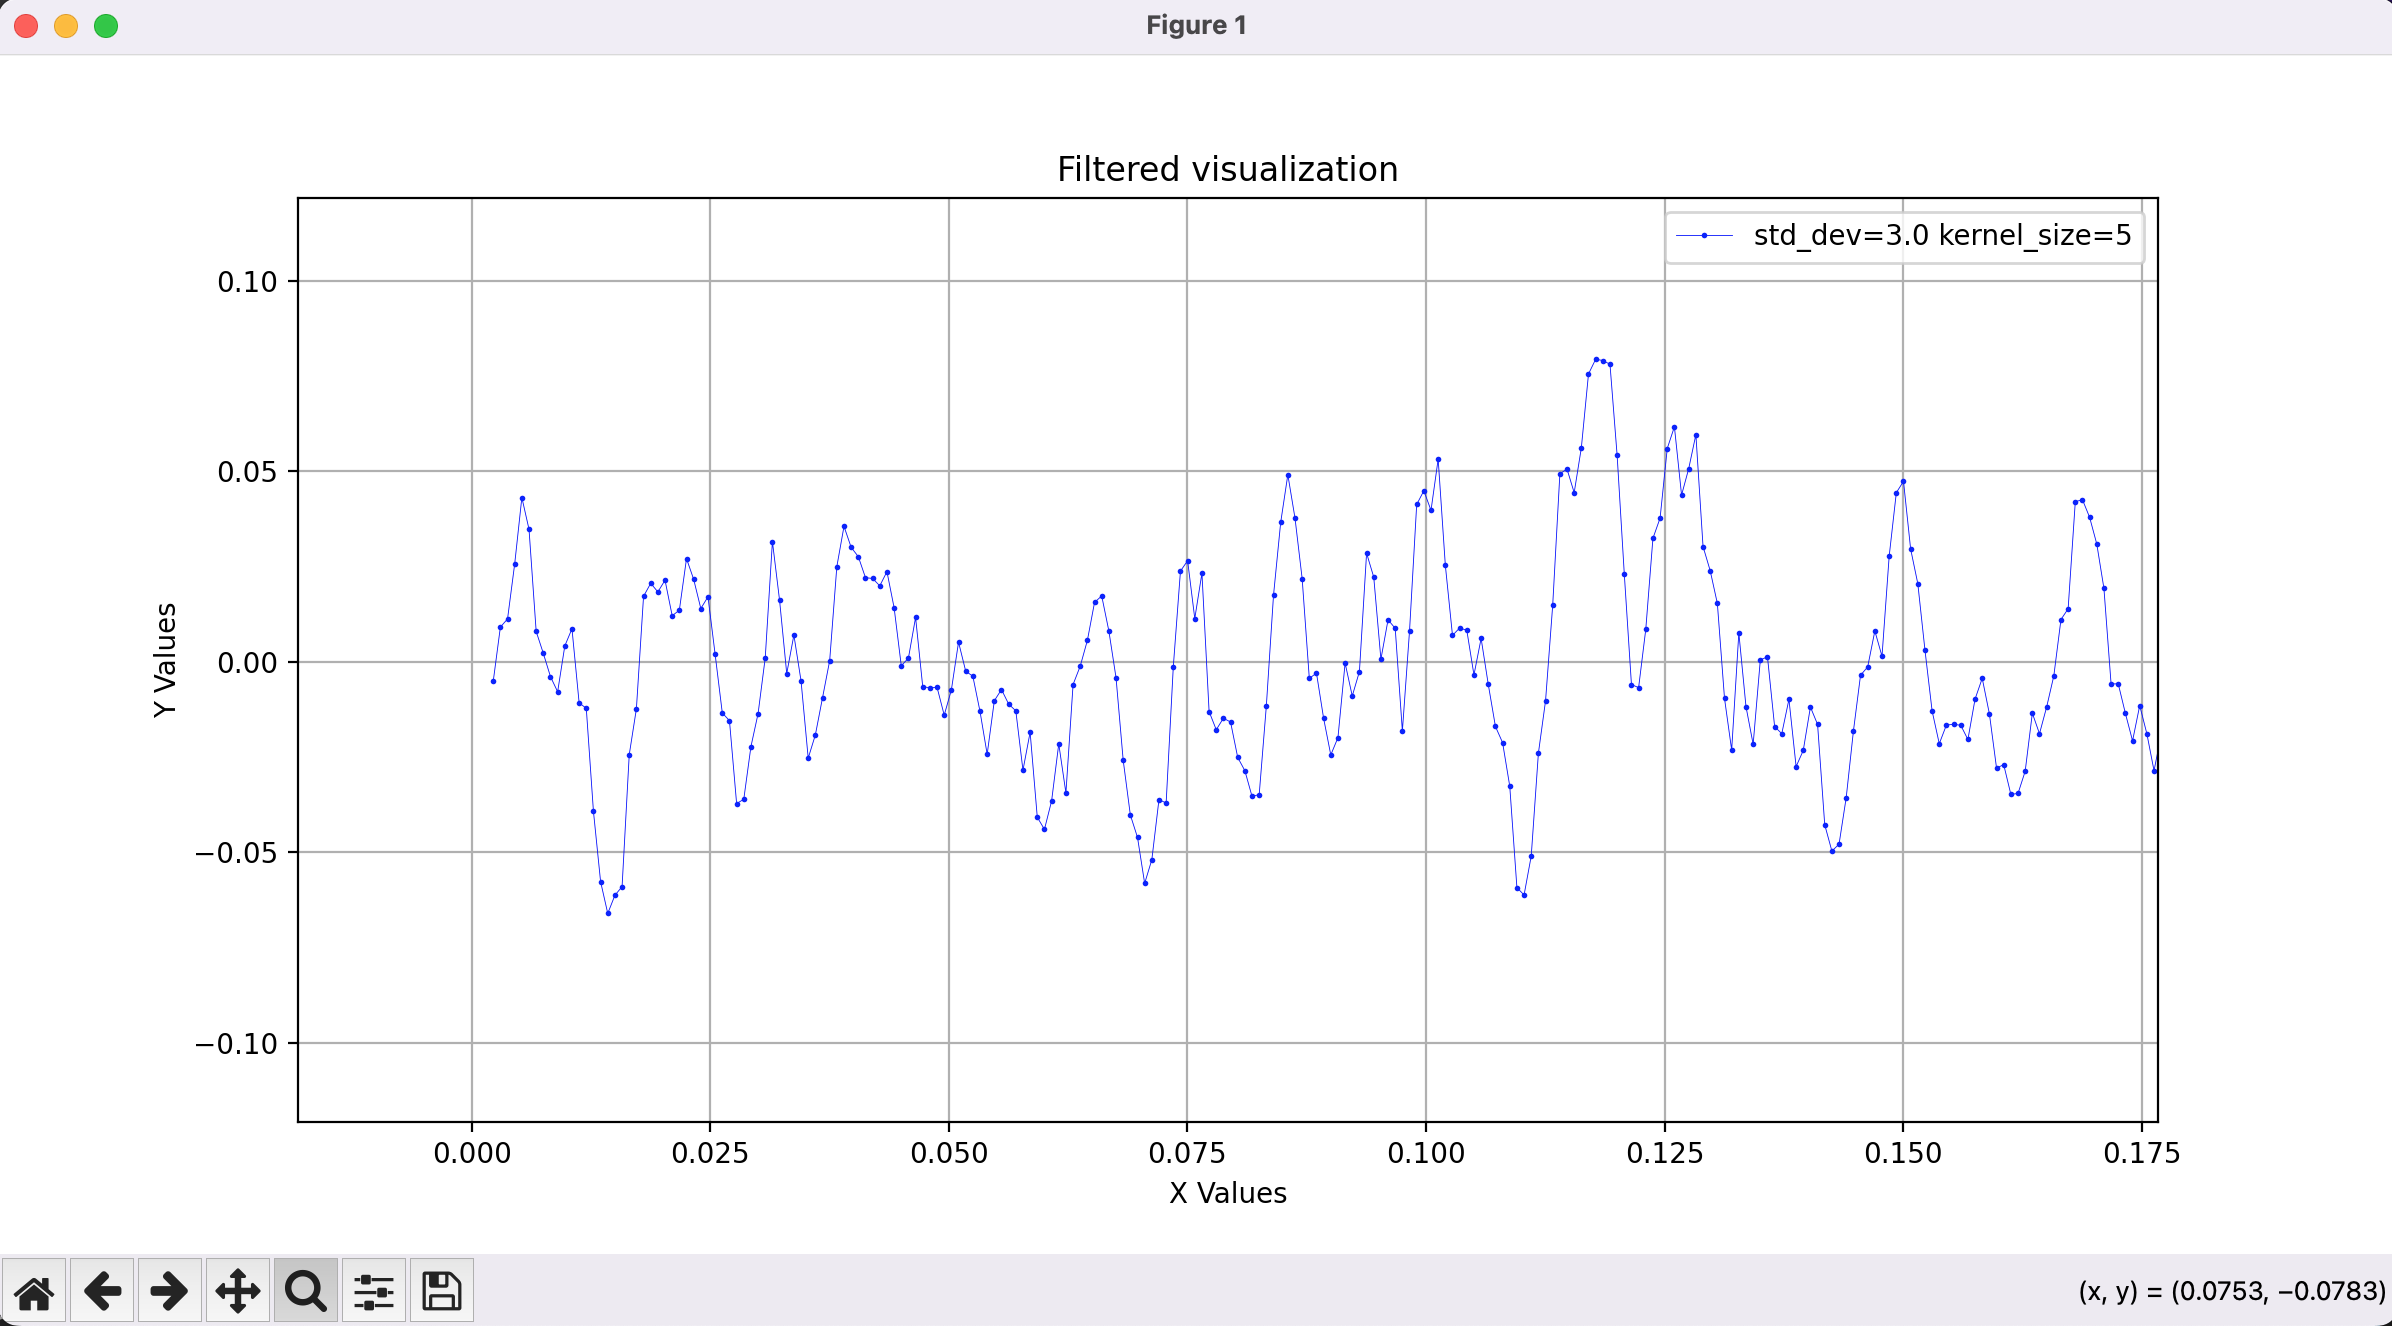 Figure 1
Filtered visualization
std_dev=3.0 kernel_size=5
0.10
0.05
0.00
−0.05
−0.10
Y Values
0.000 0.025 0.050 0.075 0.100 0.125 0.150 0.175
X Values
(x, y) = (0.0753, −0.0783)